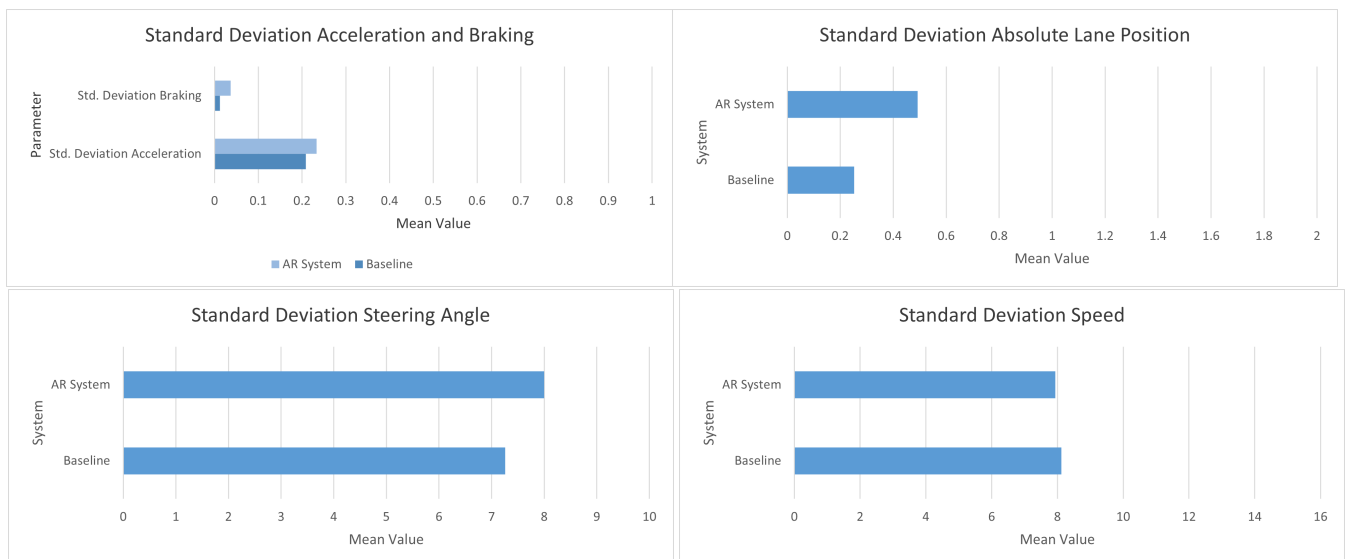 Standard Deviation Acceleration and Braking
Parameter
Std. Deviation Braking
Std. Deviation Acceleration
0 0.1 0.2 0.3 0.4 0.5 0.6 0.7 0.8 0.9 1
Mean Value
AR System Baseline
Standard Deviation Absolute Lane Position
System
AR System
Baseline
0 0.2 0.4 0.6 0.8 1 1.2 1.4 1.6 1.8 2
Mean Value
Standard Deviation Steering Angle
System
AR System
Baseline
0 1 2 3 4 5 6 7 8 9 10
Mean Value
Standard Deviation Speed
System
AR System
Baseline
0 2 4 6 8 10 12 14 16
Mean Value